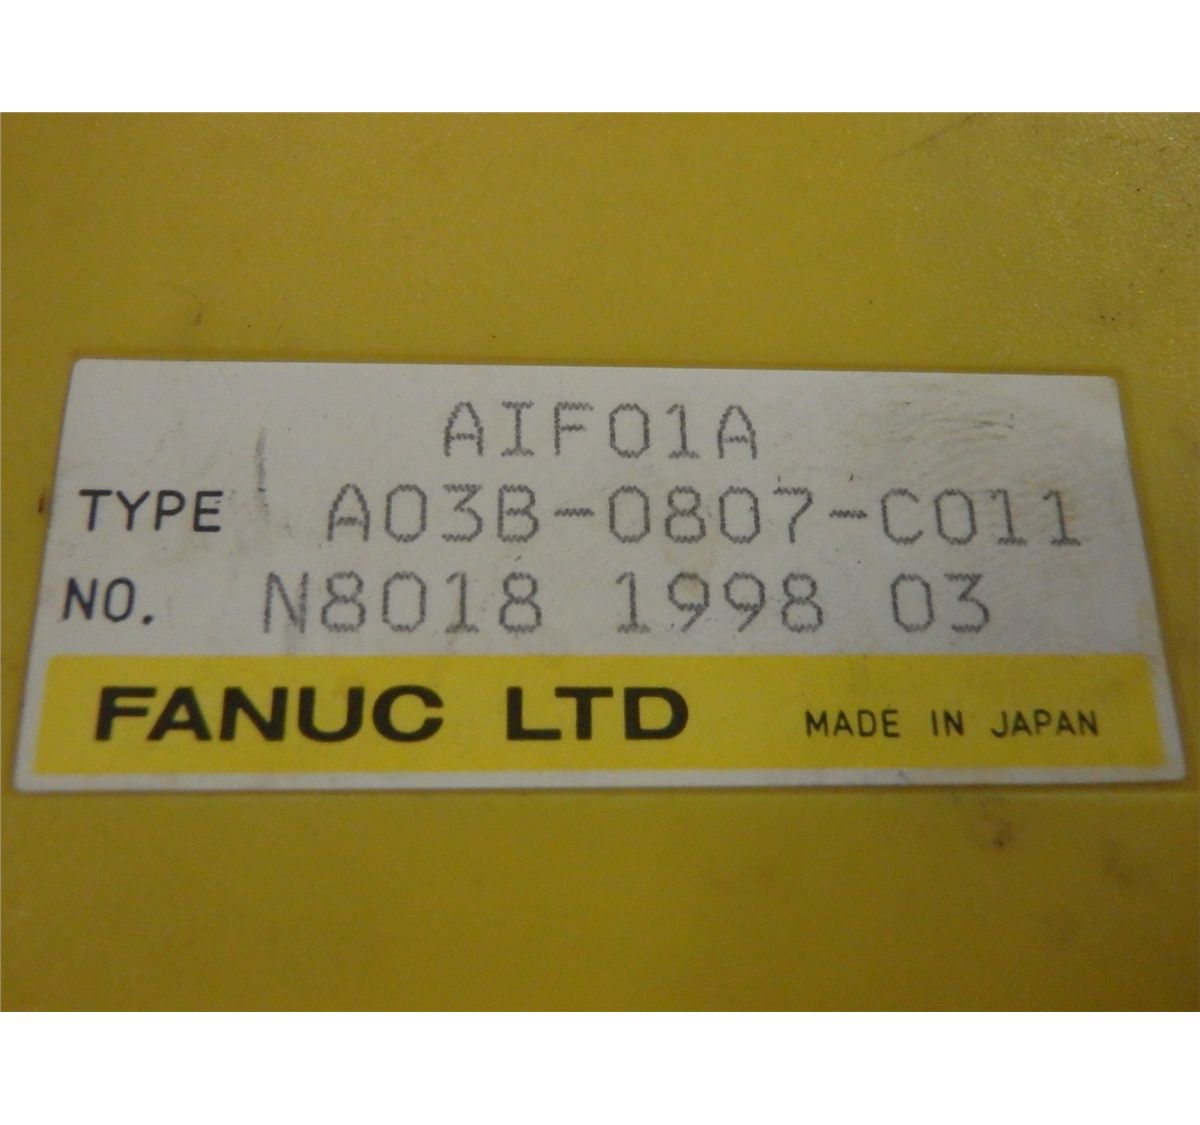 AIF01A
TYPE A03B-0807-C011
NO. N8018 1998 03
FANUC LTD MADE IN JAPAN